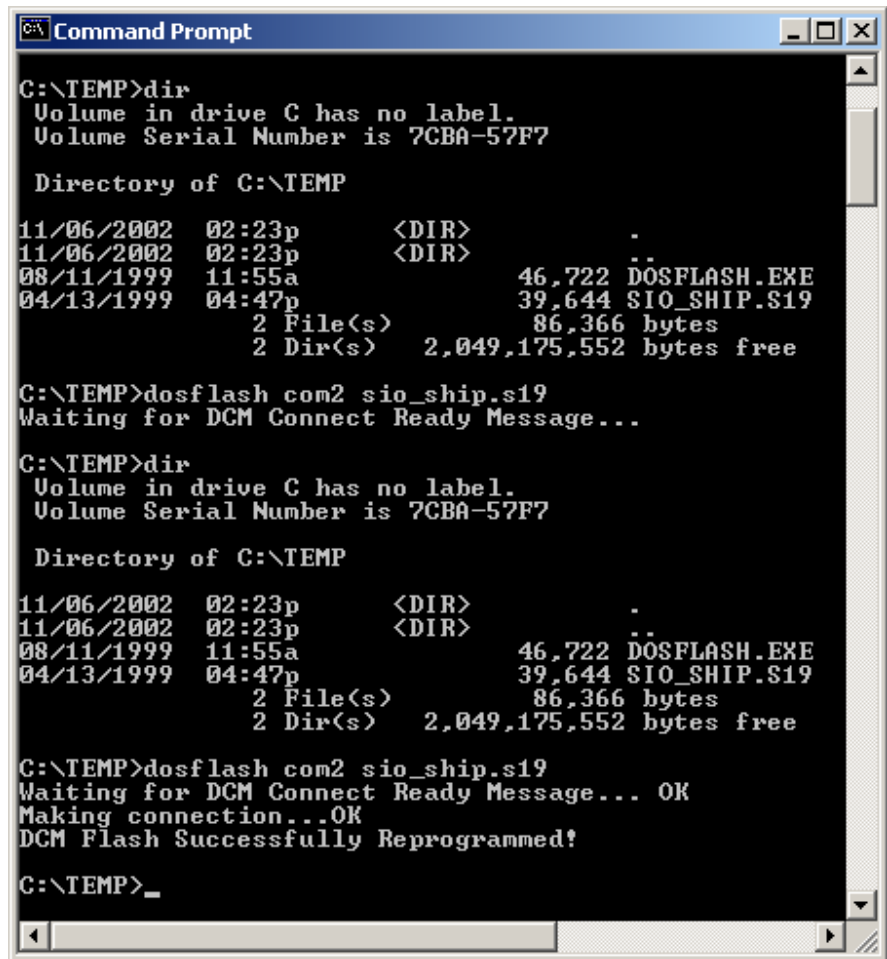 Command Prompt
C:\TEMP>dir
 Volume in drive C has no label.
 Volume Serial Number is 7CBA-57F7
 Directory of C:\TEMP
11/06/2002  02:23p      <DIR>          .
11/06/2002  02:23p      <DIR>          ..
08/11/1999  11:55a              46,722 DOSFLASH.EXE
04/13/1999  04:47p              39,644 SIO_SHIP.S19
               2 File(s)         86,366 bytes
               2 Dir(s)   2,049,175,552 bytes free
C:\TEMP>dosflash com2 sio_ship.s19
Waiting for DCM Connect Ready Message...
C:\TEMP>dir
 Volume in drive C has no label.
 Volume Serial Number is 7CBA-57F7
 Directory of C:\TEMP
11/06/2002  02:23p      <DIR>          .
11/06/2002  02:23p      <DIR>          ..
08/11/1999  11:55a              46,722 DOSFLASH.EXE
04/13/1999  04:47p              39,644 SIO_SHIP.S19
               2 File(s)         86,366 bytes
               2 Dir(s)   2,049,175,552 bytes free
C:\TEMP>dosflash com2 sio_ship.s19
Waiting for DCM Connect Ready Message... OK
Making connection...OK
DCM Flash Successfully Reprogrammed!
C:\TEMP>_